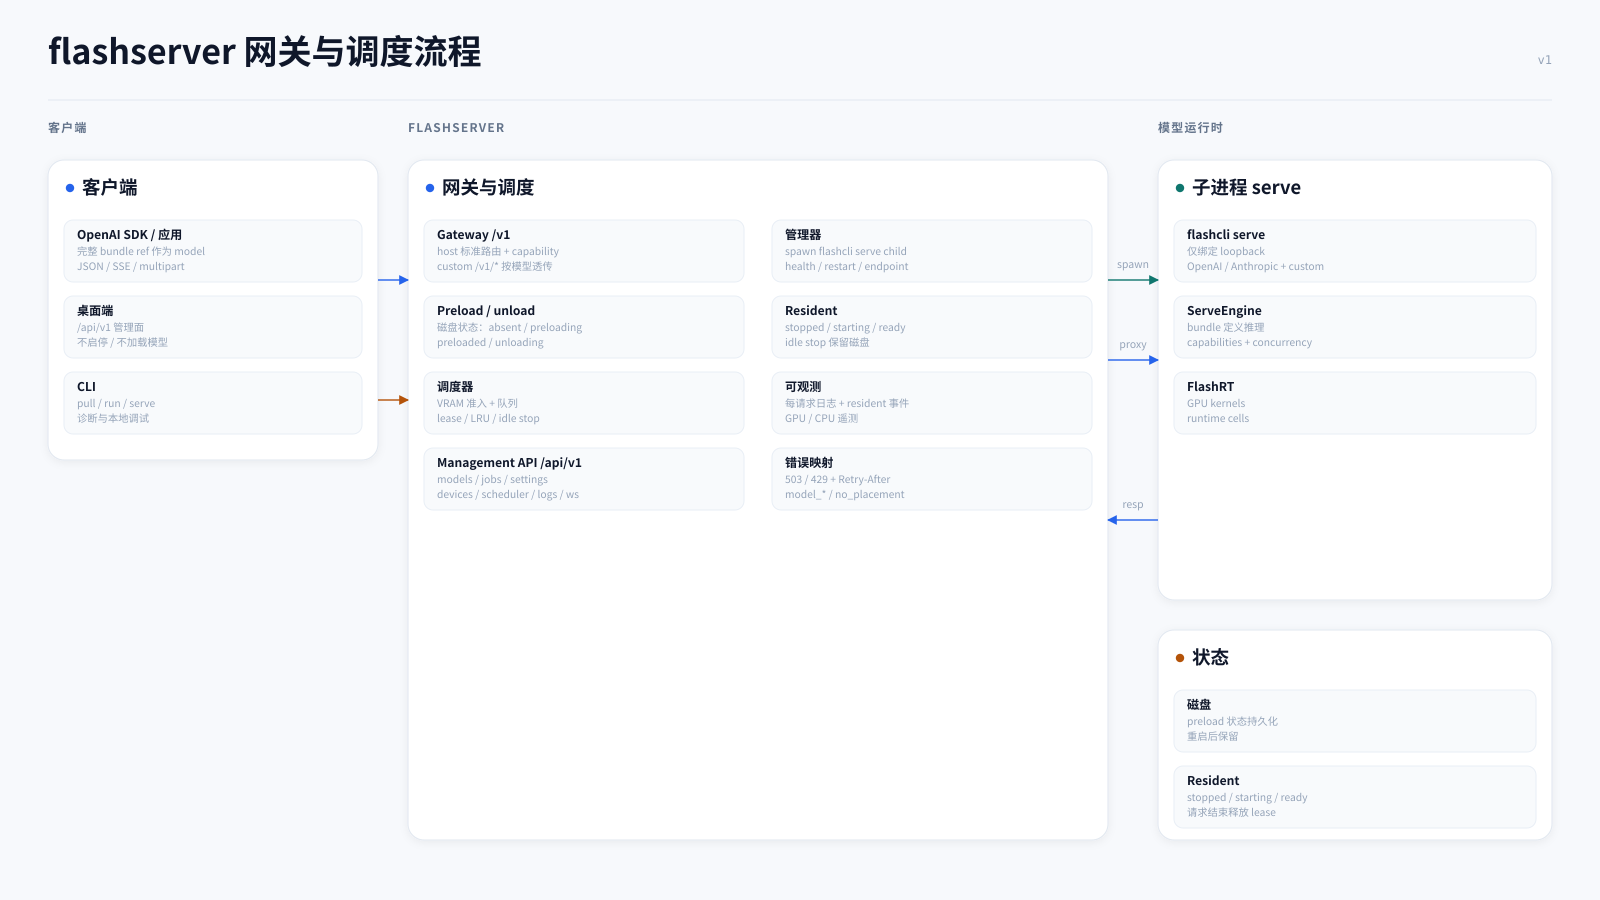 flashserver 网关与调度流程
v1
客户端
FLASHSERVER
模型运行时
客户端
OpenAI SDK / 应用
完整 bundle ref 作为 model
JSON / SSE / multipart
桌面端
/api/v1 管理面
不启停 / 不加载模型
CLI
pull / run / serve
诊断与本地调试
网关与调度
Gateway /v1
host 标准路由 + capability
custom /v1/* 按模型透传
Preload / unload
磁盘状态：absent / preloading
preloaded / unloading
调度器
VRAM 准入 + 队列
lease / LRU / idle stop
Management API /api/v1
models / jobs / settings
devices / scheduler / logs / ws
管理器
spawn flashcli serve child
health / restart / endpoint
Resident
stopped / starting / ready
idle stop 保留磁盘
可观测
每请求日志 + resident 事件
GPU / CPU 遥测
错误映射
503 / 429 + Retry-After
model_* / no_placement
spawn
proxy
resp
子进程 serve
flashcli serve
仅绑定 loopback
OpenAI / Anthropic + custom
ServeEngine
bundle 定义推理
capabilities + concurrency
FlashRT
GPU kernels
runtime cells
状态
磁盘
preload 状态持久化
重启后保留
Resident
stopped / starting / ready
请求结束释放 lease